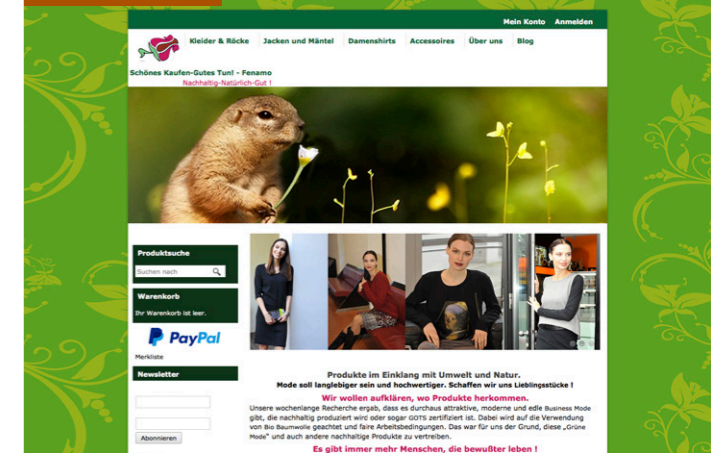 Mein Konto Anmelden
Kleider & Röcke Jacken und Mäntel Damenshirts Accessoires Über uns Blog
Schönes Kaufen-Gutes Tun! - Fenamo
Nachhaltig-Natürlich-Gut !
Produktsuche
Suchen nach
Warenkorb
Ihr Warenkorb ist leer.
PayPal
Merkliste
Newsletter
Abonnieren
Produkte im Einklang mit Umwelt und Natur.
Mode soll langlebiger sein und hochwertiger. Schaffen wir uns Lieblingsstücke !
Wir wollen aufklären, wo Produkte herkommen.
Unsere wochenlange Recherche ergab, dass es durchaus attraktive, moderne und edle Business Mode
gibt, die nachhaltig produziert wird oder sogar GOTS zertifiziert ist. Dabei wird auf die Verwendung
von Bio Baumwolle geachtet und faire Arbeitsbedingungen. Das war für uns der Grund, diese „Grüne
Mode" und auch andere nachhaltige Produkte zu vertreiben.
Es gibt immer mehr Menschen, die bewußter leben !